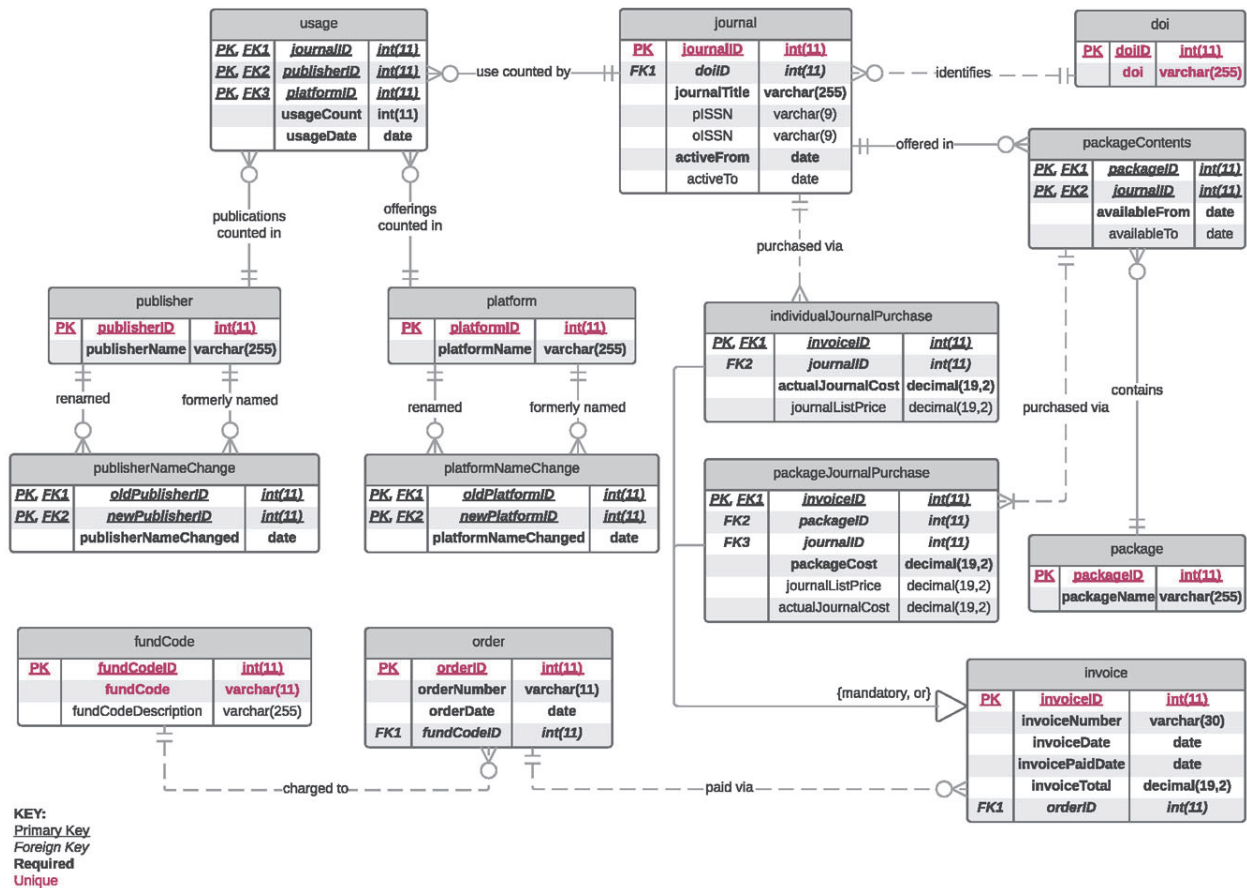 usage
PK, FK1 journalID int(11)
PK, FK2 publisherID int(11)
PK, FK3 platformID int(11)
usageCount int(11)
usageDate date
use counted by
journal
PK journalID int(11)
FK1 doiID int(11)
journalTitle varchar(255)
pISSN varchar(9)
oISSN varchar(9)
activeFrom date
activeTo date
identifies
doi
PK doiID int(11)
doi varchar(255)
offered in
packageContents
PK, FK1 packageID int(11)
PK, FK2 journalID int(11)
availableFrom date
availableTo date
publications
counted in
offerings
counted in
purchased via
publisher
PK publisherID int(11)
publisherName varchar(255)
platform
PK platformID int(11)
platformName varchar(255)
individualJournalPurchase
PK, FK1 invoiceID int(11)
FK2 journalID int(11)
actualJournalCost decimal(19,2)
journalListPrice decimal(19,2)
renamed
formerly named
renamed
formerly named
purchased via
contains
publisherNameChange
PK, FK1 oldPublisherID int(11)
PK, FK2 newPublisherID int(11)
publisherNameChanged date
platformNameChange
PK, FK1 oldPlatformID int(11)
PK, FK2 newPlatformID int(11)
platformNameChanged date
packageJournalPurchase
PK, FK1 invoiceID int(11)
FK2 packageID int(11)
FK3 journalID int(11)
packageCost decimal(19,2)
journalListPrice decimal(19,2)
actualJournalCost decimal(19,2)
package
PK packageID int(11)
packageName varchar(255)
fundCode
PK fundCodeID int(11)
fundCode varchar(11)
fundCodeDescription varchar(255)
order
PK orderID int(11)
orderNumber varchar(11)
orderDate date
FK1 fundCodeID int(11)
{mandatory, or}
invoice
PK invoiceID int(11)
invoiceNumber varchar(30)
invoiceDate date
invoicePaidDate date
invoiceTotal decimal(19,2)
FK1 orderID int(11)
charged to
paid via
KEY:
Primary Key
Foreign Key
Required
Unique